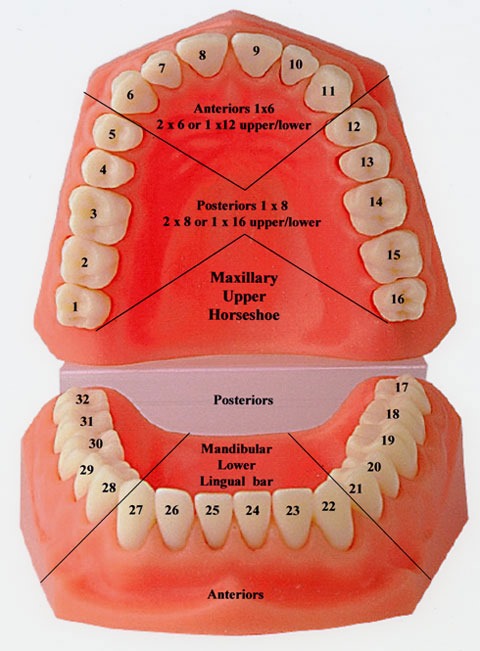 8 9
7 10
6 11
Anteriors 1x6
2 x 6 or 1 x12 upper/lower
5 12
4 13
Posteriors 1 x 8
2 x 8 or 1 x 16 upper/lower
3 14
2 15
Maxillary
Upper
Horseshoe
1 16
17
32 Posteriors
31 18
30 19
Mandibular
Lower
Lingual bar
29 20
28 21
27 26 25 24 23 22
Anteriors